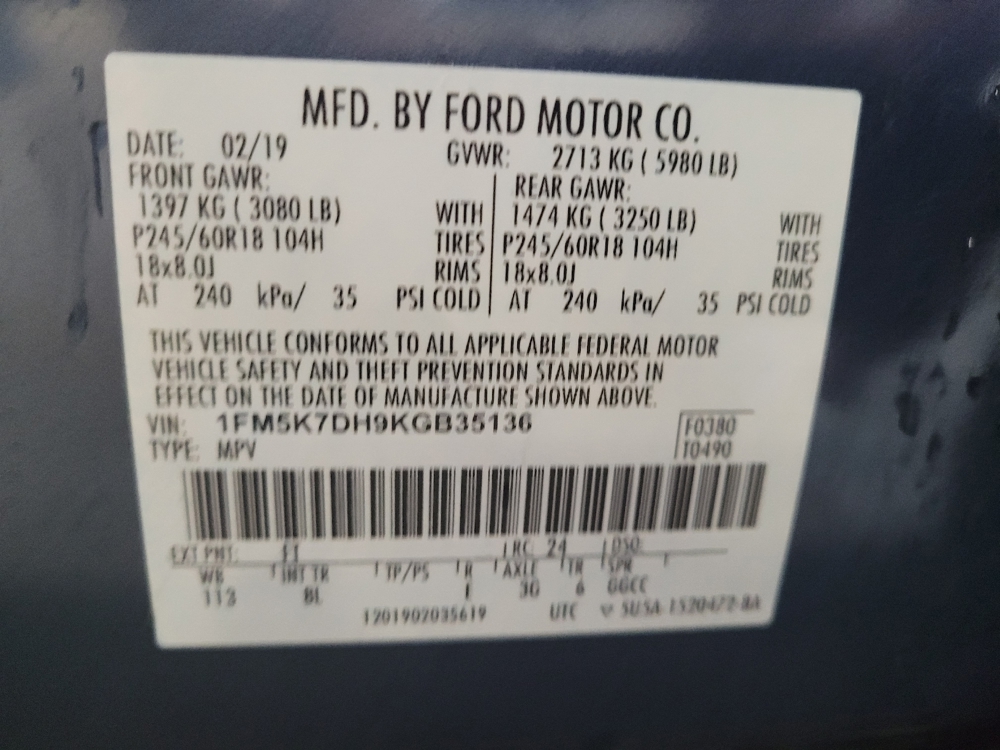 MFD. BY FORD MOTOR CO.
DATE: 02/19 GVWR: 2713 KG ( 5980 LB)
FRONT GAWR: REAR GAWR:
1397 KG ( 3080 LB) WITH 1474 KG ( 3250 LB) WITH
P245/60R18 104H TIRES P245/60R18 104H TIRES
18x8.0J RIMS 18x8.0J RIMS
AT 240 kPa/ 35 PSI COLD AT 240 kPa/ 35 PSI COLD
THIS VEHICLE CONFORMS TO ALL APPLICABLE FEDERAL MOTOR
VEHICLE SAFETY AND THEFT PREVENTION STANDARDS IN
EFFECT ON THE DATE OF MANUFACTURE SHOWN ABOVE.
VIN: 1FM5K7DH9KGB35136 F0380
TYPE: MPV T0490
EXT PNT: FT RC: 24 DSO:
WB INT TR TP/PS R AXLE TR SPR
113 8L I 3G 6 GGCC
1201902035619 UTC SUSA-1520472-BA